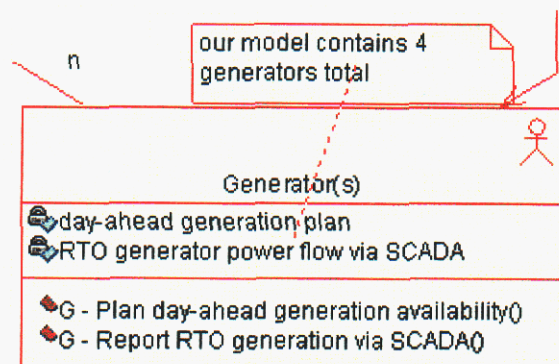 n
our model contains 4
generators total
Generator(s)
day-ahead generation plan
RTO generator power flow via SCADA
G - Plan day-ahead generation availability()
G - Report RTO generation via SCADA()